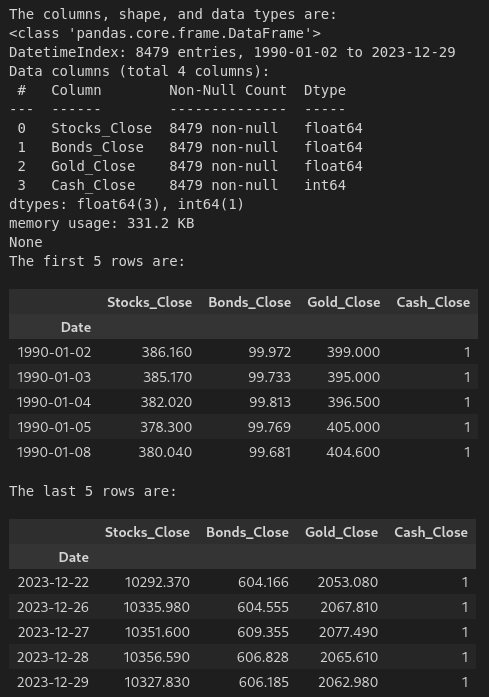 The columns, shape, and data types are:
<class 'pandas.core.frame.DataFrame'>
DatetimeIndex: 8479 entries, 1990-01-02 to 2023-12-29
Data columns (total 4 columns):
 #   Column        Non-Null Count  Dtype
---  ------        --------------  -----
 0   Stocks_Close  8479 non-null   float64
 1   Bonds_Close   8479 non-null   float64
 2   Gold_Close    8479 non-null   float64
 3   Cash_Close    8479 non-null   int64
dtypes: float64(3), int64(1)
memory usage: 331.2 KB
None
The first 5 rows are:
Stocks_Close Bonds_Close Gold_Close Cash_Close
Date
1990-01-02 386.160 99.972 399.000 1
1990-01-03 385.170 99.733 395.000 1
1990-01-04 382.020 99.813 396.500 1
1990-01-05 378.300 99.769 405.000 1
1990-01-08 380.040 99.681 404.600 1
The last 5 rows are:
Stocks_Close Bonds_Close Gold_Close Cash_Close
Date
2023-12-22 10292.370 604.166 2053.080 1
2023-12-26 10335.980 604.555 2067.810 1
2023-12-27 10351.600 609.355 2077.490 1
2023-12-28 10356.590 606.828 2065.610 1
2023-12-29 10327.830 606.185 2062.980 1